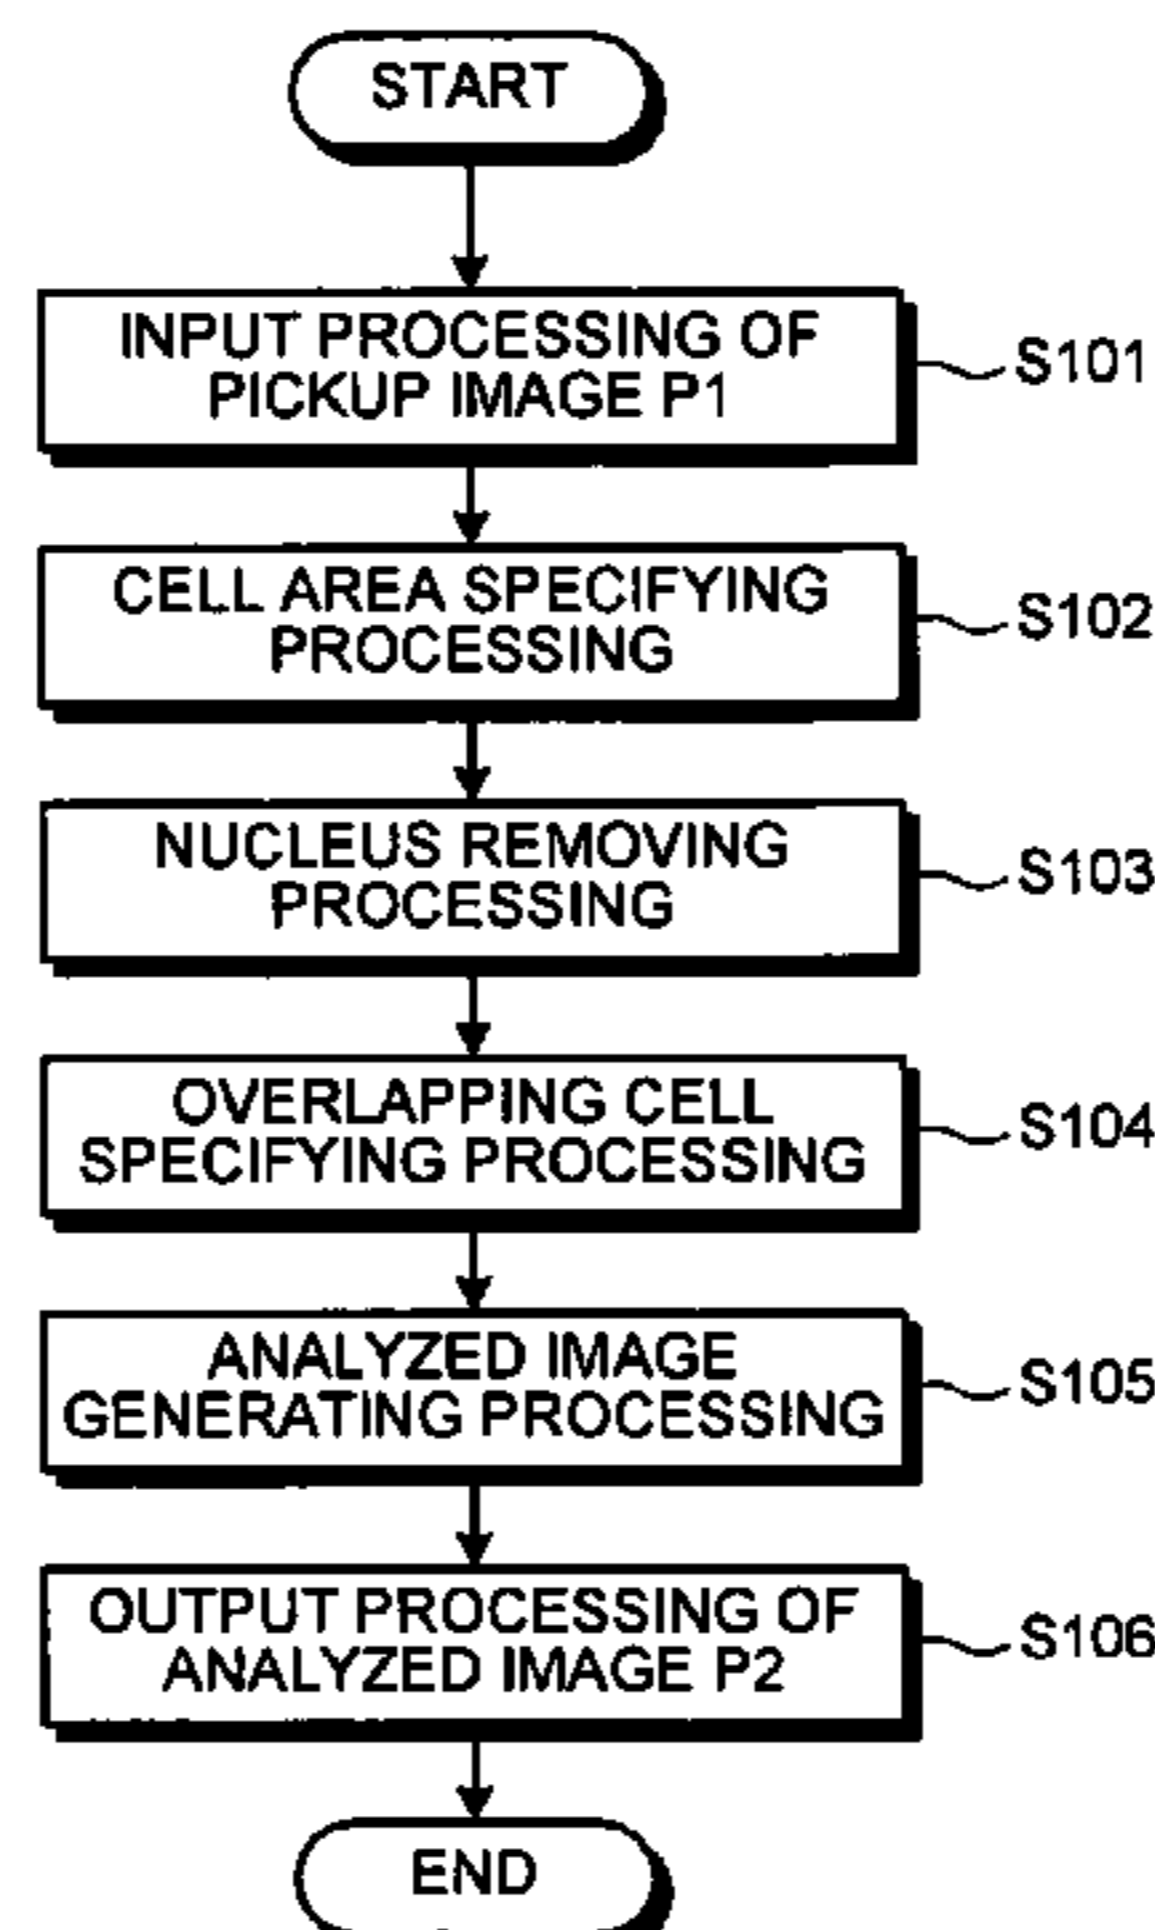 START
INPUT PROCESSING OF
PICKUP IMAGE P1
S101
CELL AREA SPECIFYING
PROCESSING
S102
NUCLEUS REMOVING
PROCESSING
S103
OVERLAPPING CELL
SPECIFYING PROCESSING
S104
ANALYZED IMAGE
GENERATING PROCESSING
S105
OUTPUT PROCESSING OF
ANALYZED IMAGE P2
S106
END